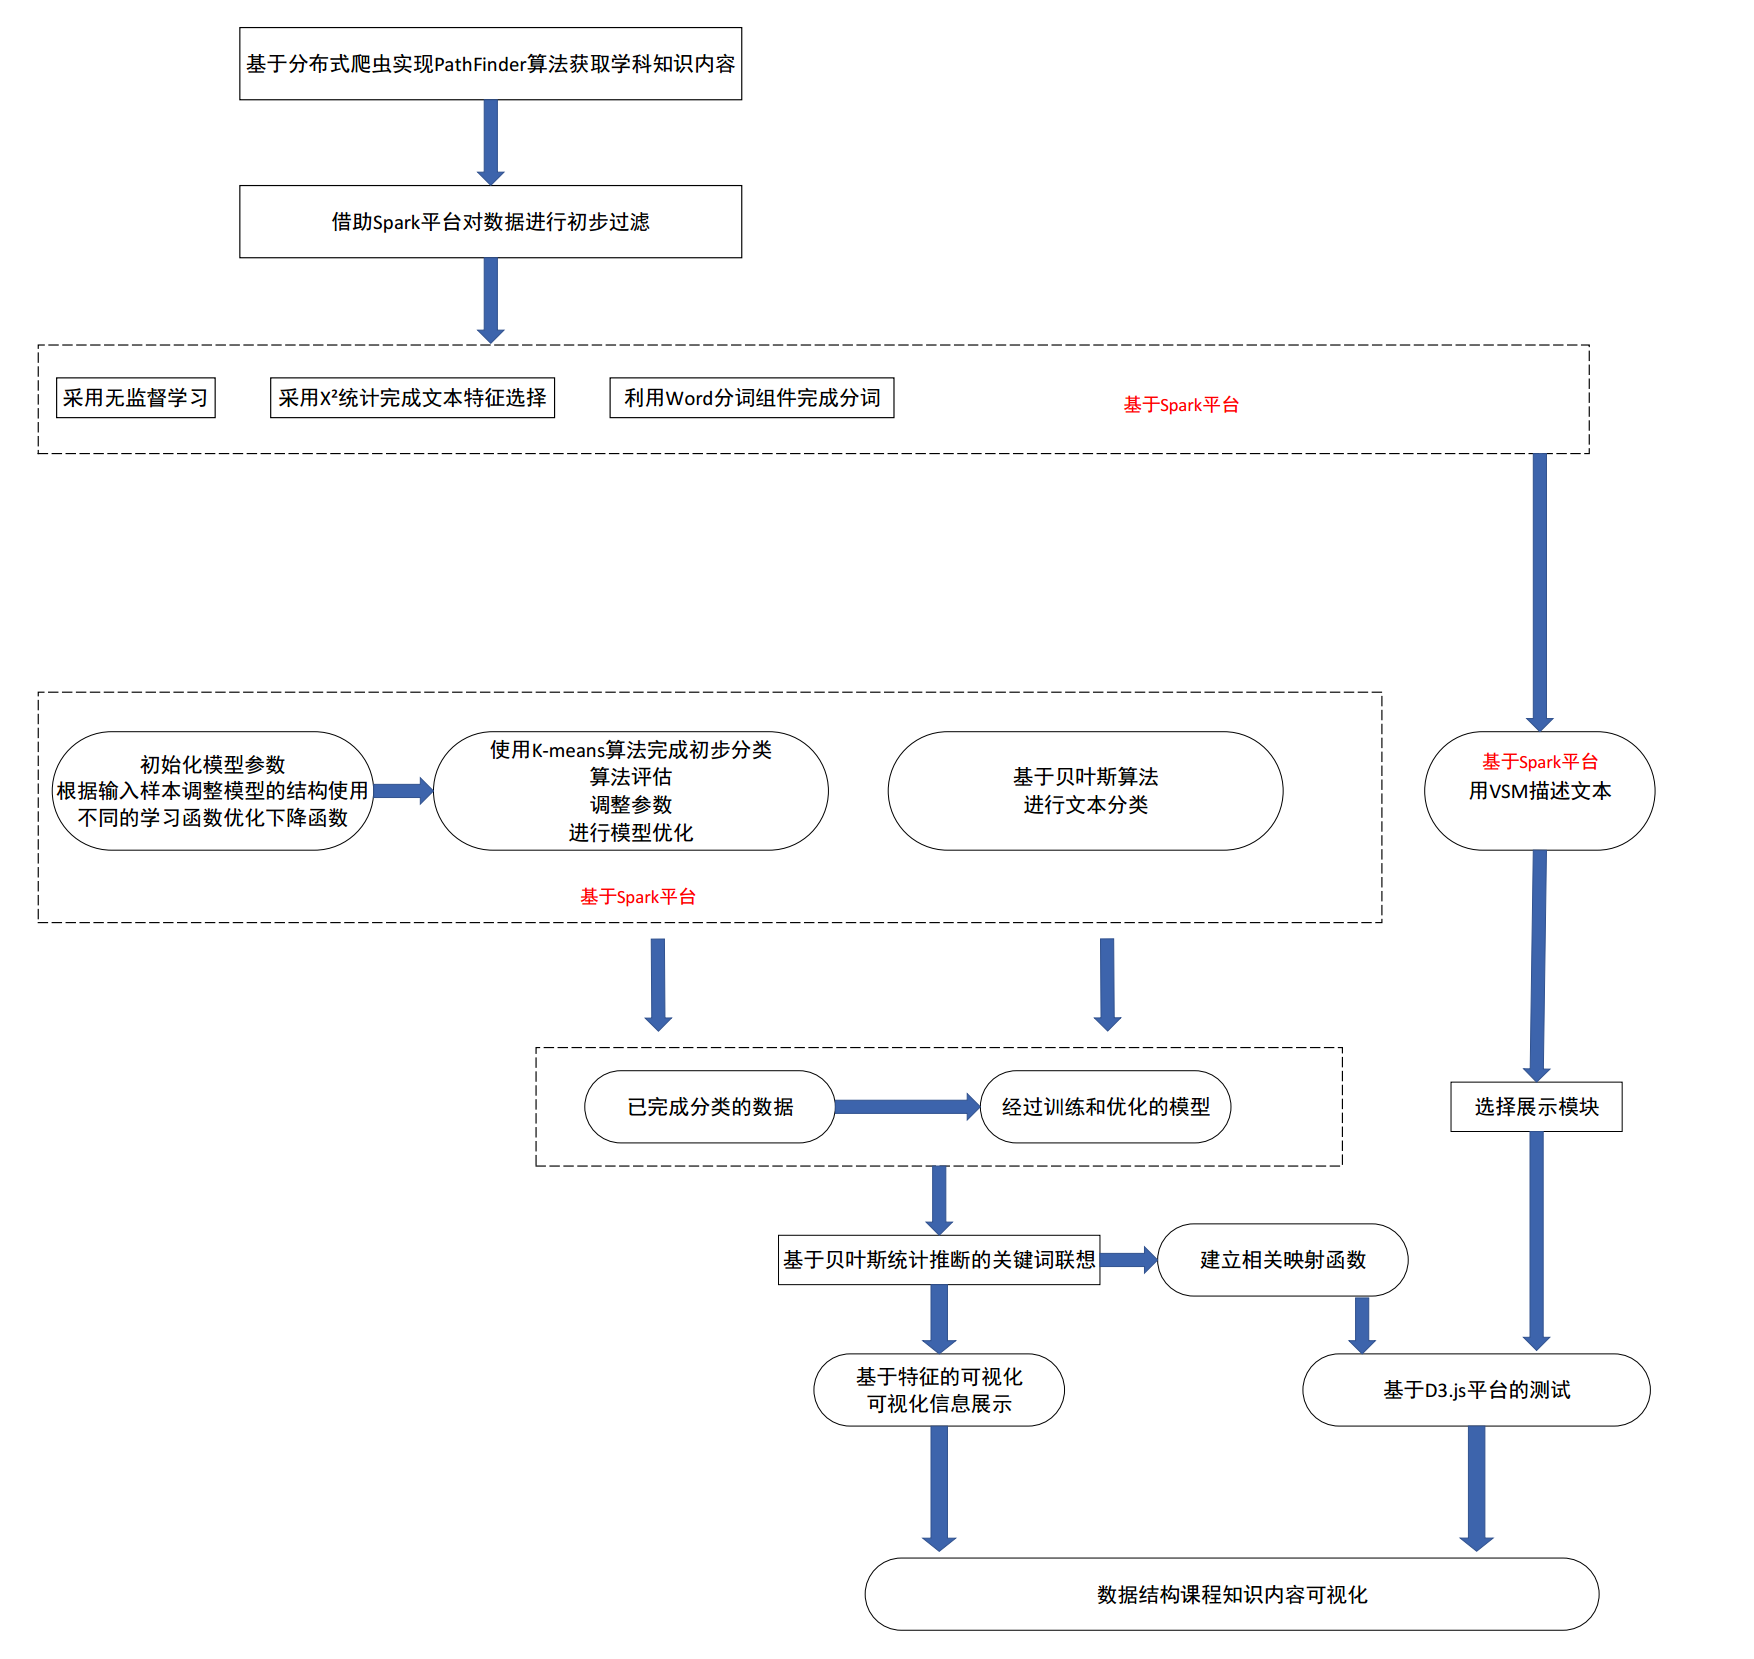 基于分布式爬虫实现PathFinder算法获取学科知识内容
借助Spark平台对数据进行初步过滤
采用无监督学习
采用X²统计完成文本特征选择
利用Word分词组件完成分词
基于Spark平台
初始化模型参数
根据输入样本调整模型的结构使用
不同的学习函数优化下降函数
使用K-means算法完成初步分类
算法评估
调整参数
进行模型优化
基于贝叶斯算法
进行文本分类
基于Spark平台
用VSM描述文本
基于Spark平台
已完成分类的数据
经过训练和优化的模型
选择展示模块
基于贝叶斯统计推断的关键词联想
建立相关映射函数
基于特征的可视化
可视化信息展示
基于D3.js平台的测试
数据结构课程知识内容可视化